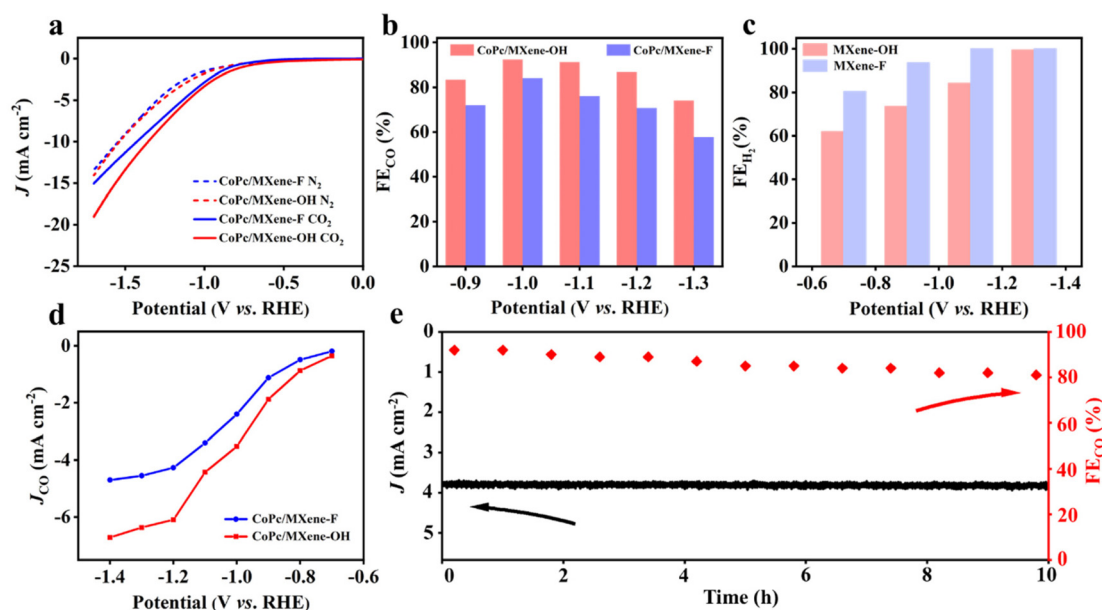 a
J (mA cm⁻²)
0
-5
-10
-15
-20
-25
CoPc/MXene-F N₂
CoPc/MXene-OH N₂
CoPc/MXene-F CO₂
CoPc/MXene-OH CO₂
-1.5 -1.0 -0.5 0.0
Potential (V vs. RHE)
b
FE_CO (%)
100
80
60
40
20
0
CoPc/MXene-OH CoPc/MXene-F
-0.9 -1.0 -1.1 -1.2 -1.3
Potential (V vs. RHE)
c
FE_H₂(%)
100
80
60
40
20
0
MXene-OH
MXene-F
-0.6 -0.8 -1.0 -1.2 -1.4
Potential (V vs. RHE)
d
J_CO (mA cm⁻²)
0
-2
-4
-6
CoPc/MXene-F
CoPc/MXene-OH
-1.4 -1.2 -1.0 -0.8 -0.6
Potential (V vs. RHE)
e
J (mA cm⁻²)
0
1
2
3
4
5
0 2 4 6 8 10
Time (h)
100
80
60
40
20
0
FE_CO (%)